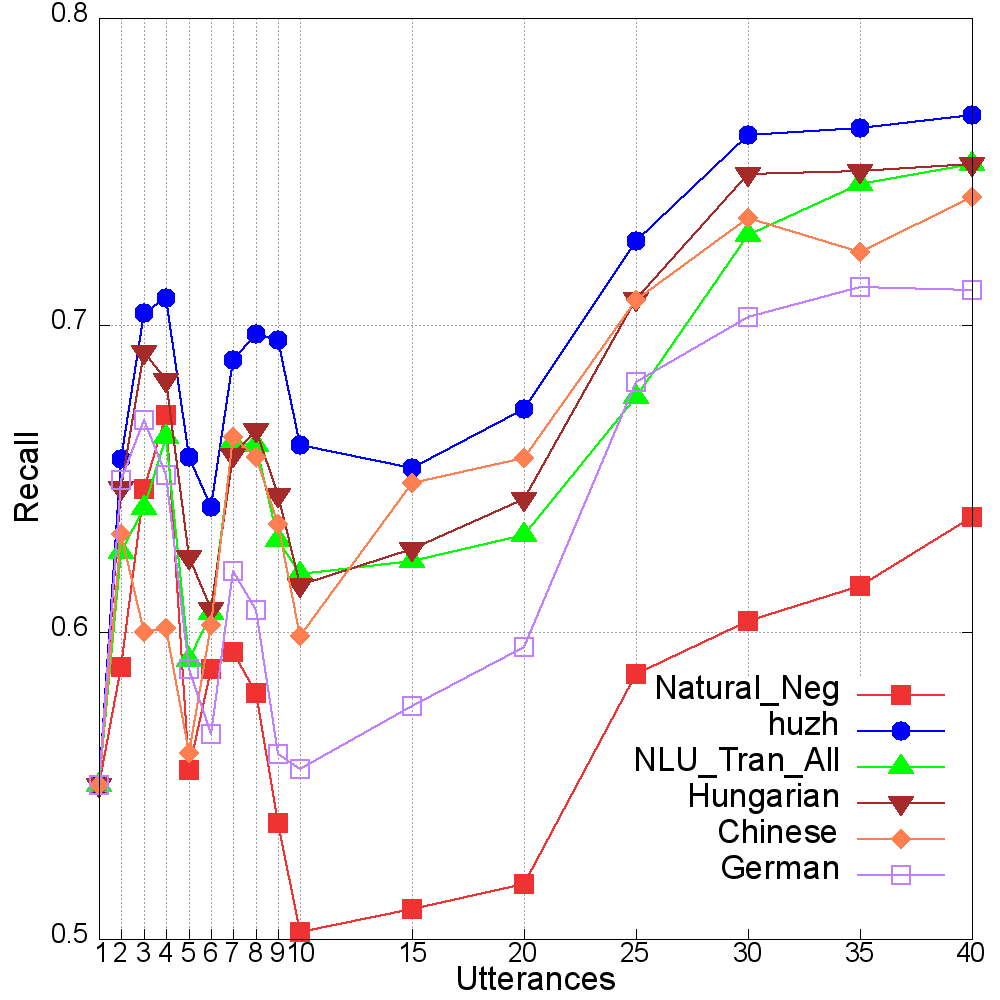 0.8
0.7
0.6
0.5
Recall
Natural_Neg
huzh
NLU_Tran_All
Hungarian
Chinese
German
1 2 3 4 5 6 7 8 9 10 15 20 25 30 35 40
Utterances